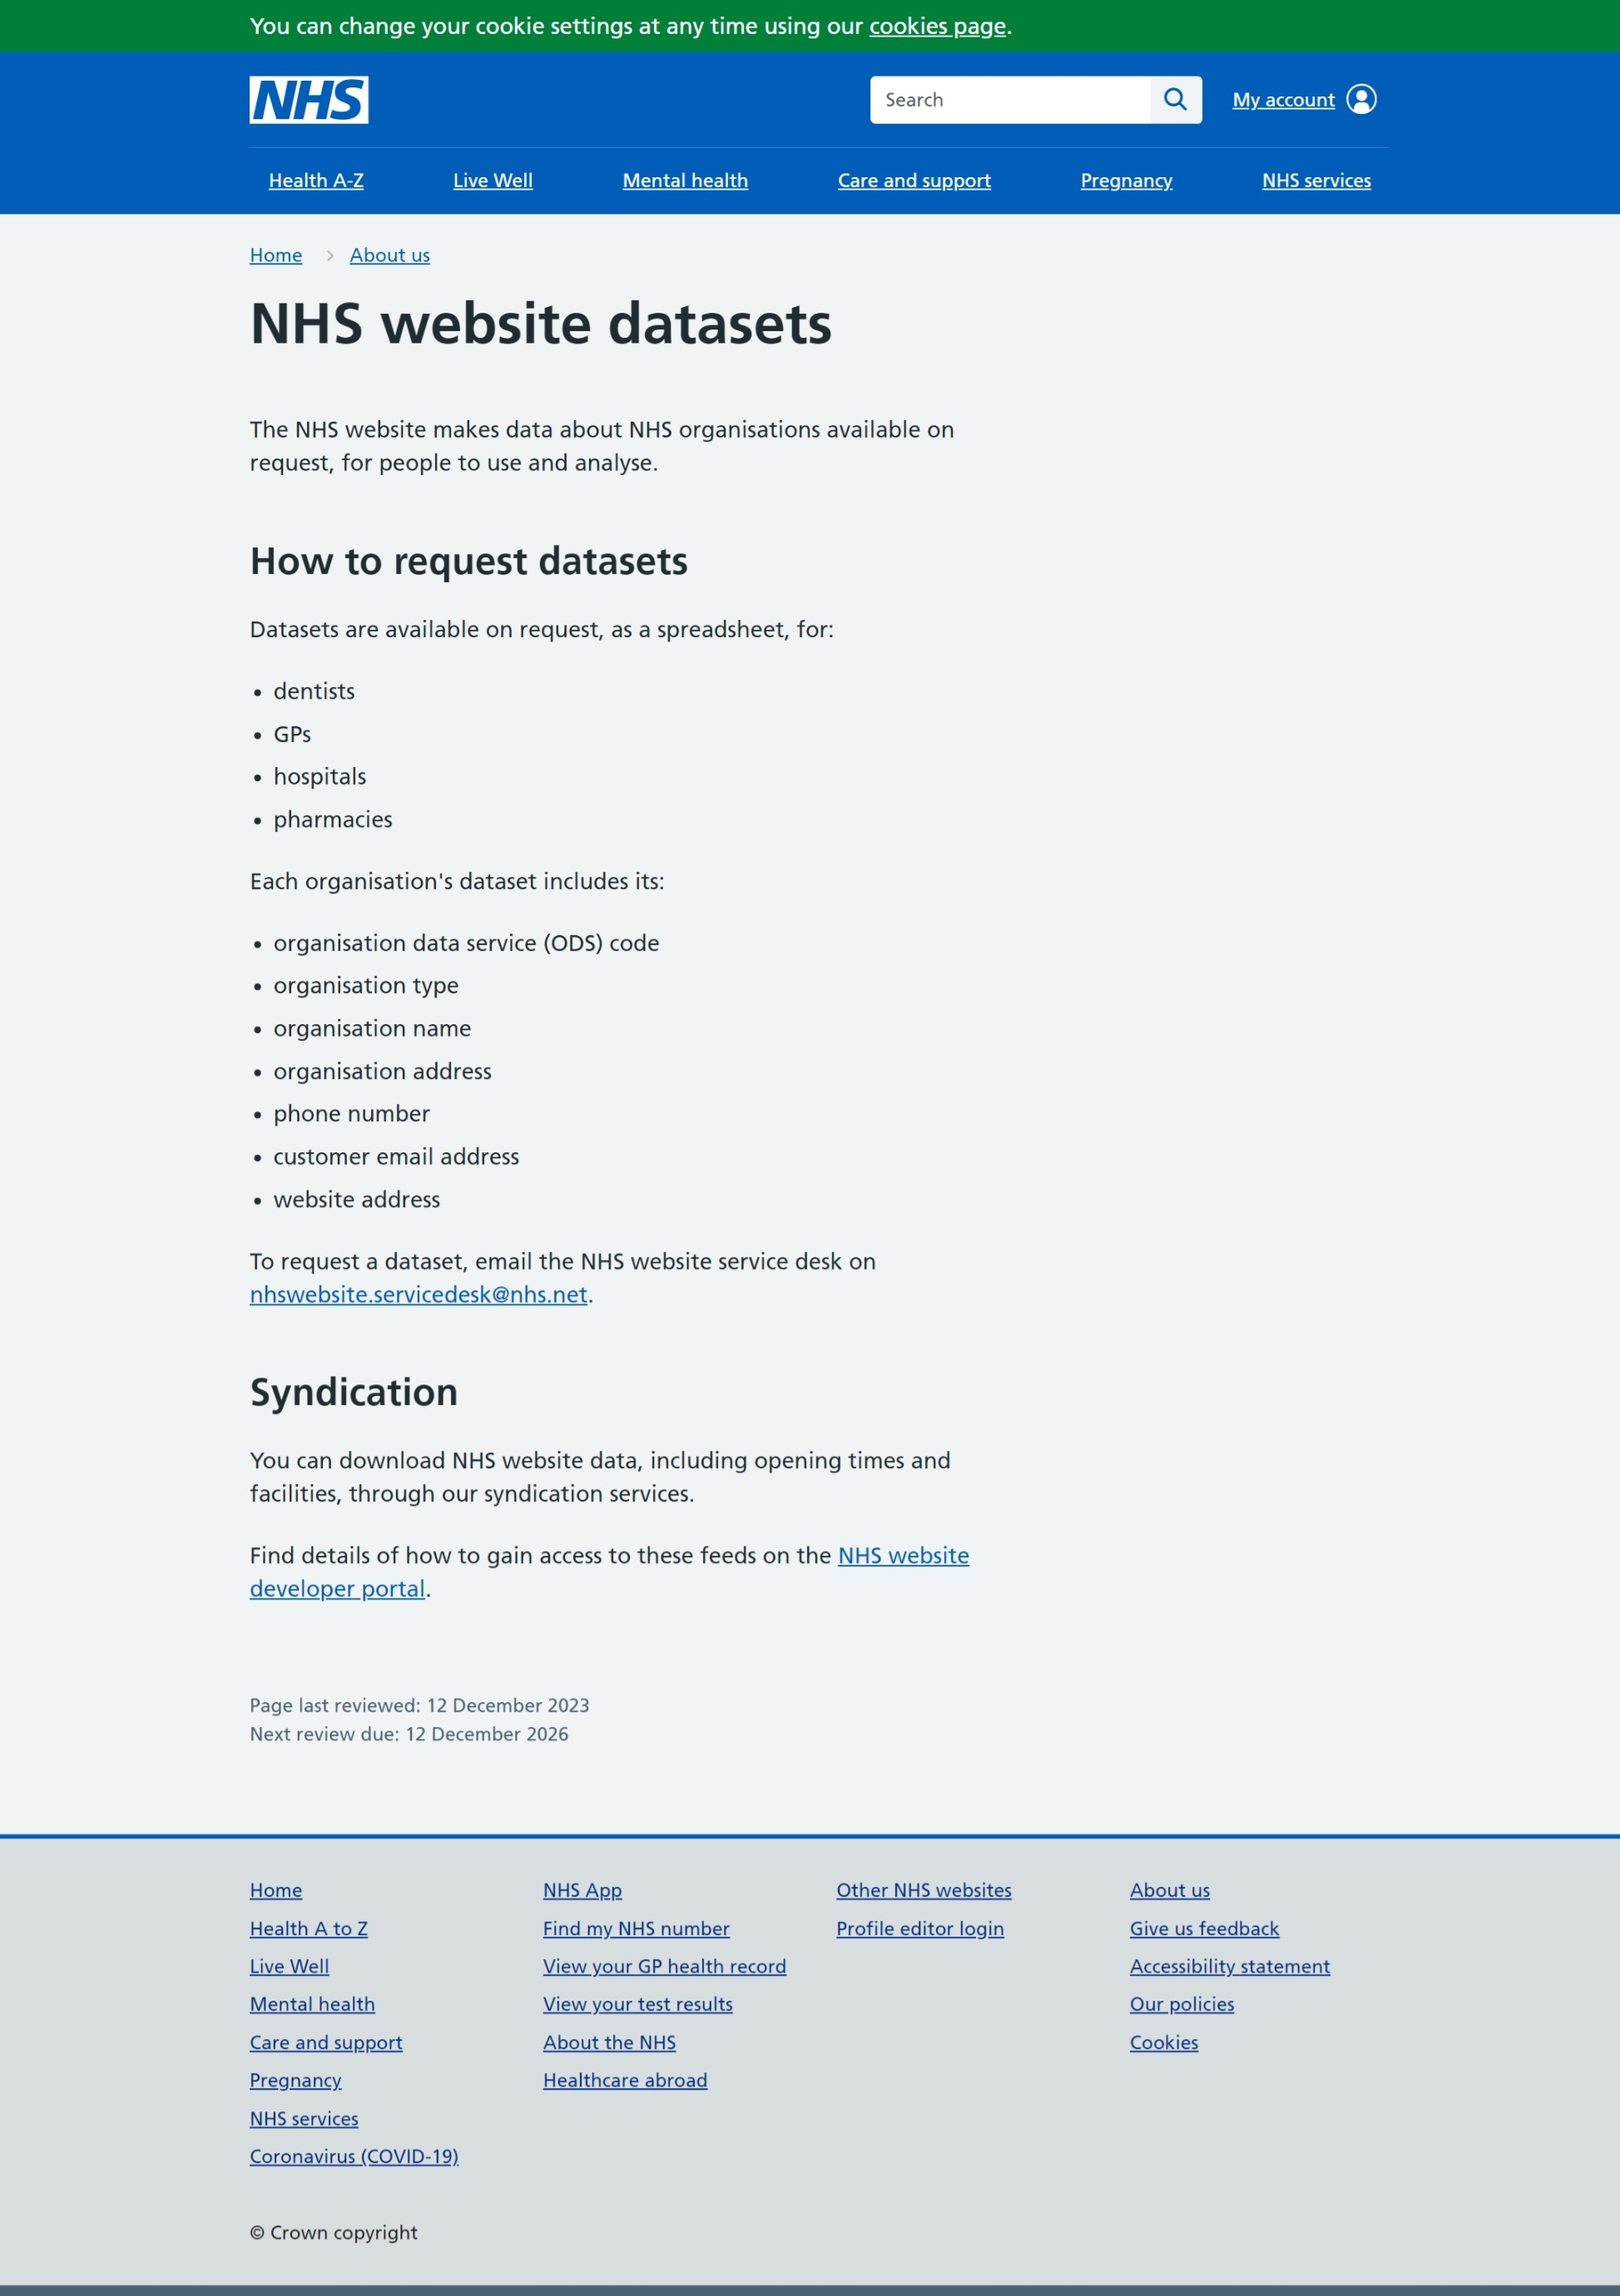 You can change your cookie settings at any time using our cookies page.
NHS
Search
My account
Health A-Z
Live Well
Mental health
Care and support
Pregnancy
NHS services
Home
About us
NHS website datasets
The NHS website makes data about NHS organisations available on
request, for people to use and analyse.
How to request datasets
Datasets are available on request, as a spreadsheet, for:
• dentists
• GPs
• hospitals
• pharmacies
Each organisation's dataset includes its:
• organisation data service (ODS) code
• organisation type
• organisation name
• organisation address
• phone number
• customer email address
• website address
To request a dataset, email the NHS website service desk on
nhswebsite.servicedesk@nhs.net.
Syndication
You can download NHS website data, including opening times and
facilities, through our syndication services.
Find details of how to gain access to these feeds on the NHS website
developer portal.
Page last reviewed: 12 December 2023
Next review due: 12 December 2026
Home
Health A to Z
Live Well
Mental health
Care and support
Pregnancy
NHS services
Coronavirus (COVID-19)
NHS App
Find my NHS number
View your GP health record
View your test results
About the NHS
Healthcare abroad
Other NHS websites
Profile editor login
About us
Give us feedback
Accessibility statement
Our policies
Cookies
© Crown copyright